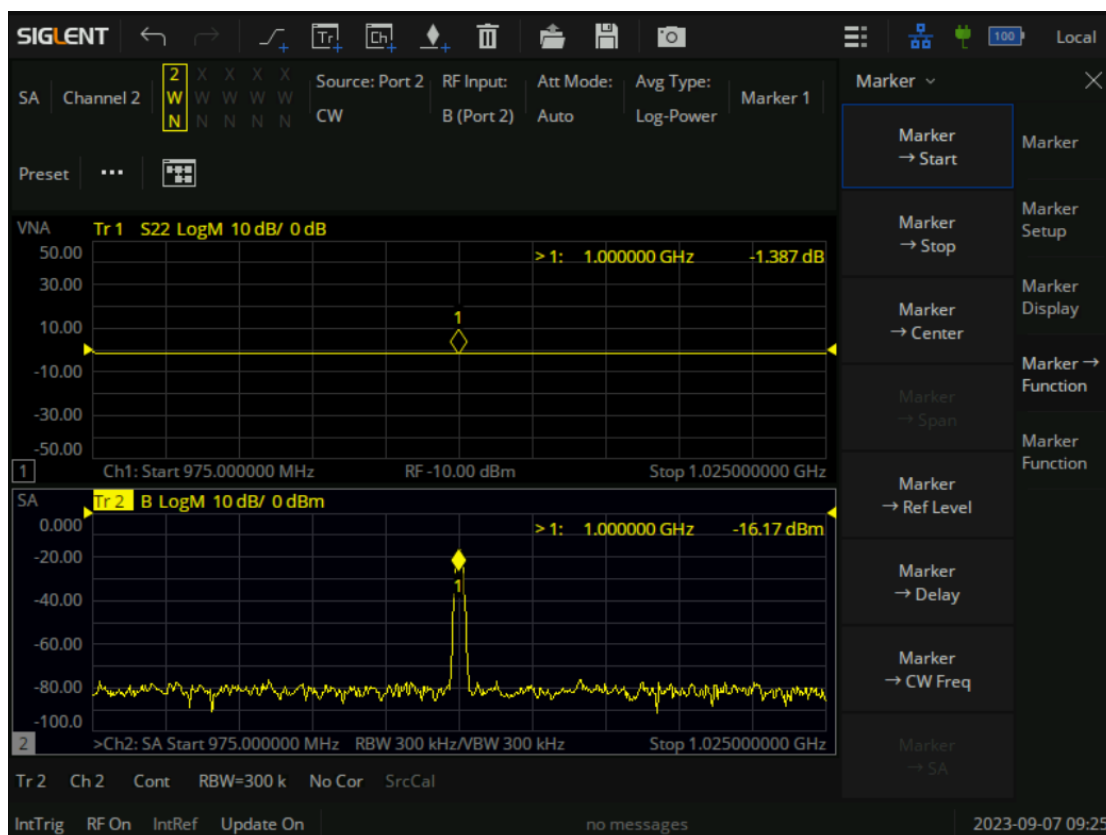 SIGLENT Tr Ch 100 Local
SA Channel 2
2 X X X X
W W W W W
N N N N N
Source: Port 2
CW
RF Input:
B (Port 2)
Att Mode:
Auto
Avg Type:
Log-Power
Marker 1
Preset
VNA Tr 1 S22 LogM 10 dB/ 0 dB
50.00
> 1: 1.000000 GHz -1.387 dB
30.00
1
10.00
-10.00
-30.00
-50.00
1 Ch1: Start 975.000000 MHz RF -10.00 dBm Stop 1.025000000 GHz
SA Tr 2 B LogM 10 dB/ 0 dBm
0.000
> 1: 1.000000 GHz -16.17 dBm
-20.00
1
-40.00
-60.00
-80.00
-100.0
2 >Ch2: SA Start 975.000000 MHz RBW 300 kHz/VBW 300 kHz Stop 1.025000000 GHz
Tr 2 Ch 2 Cont RBW=300 k No Cor SrcCal
IntTrig RF On IntRef Update On no messages 2023-09-07 09:25
Marker
Marker
→ Start
Marker
→ Stop
Marker
→ Center
Marker
→ Span
Marker
→ Ref Level
Marker
→ Delay
Marker
→ CW Freq
Marker
→ SA
Marker
Marker
Setup
Marker
Display
Marker →
Function
Marker
Function